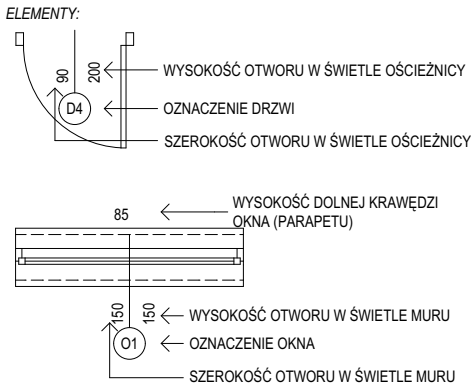 ELEMENTY:
90
200
WYSOKOŚĆ OTWORU W ŚWIETLE OŚCIEŻNICY
D4
OZNACZENIE DRZWI
SZEROKOŚĆ OTWORU W ŚWIETLE OŚCIEŻNICY
85
WYSOKOŚĆ DOLNEJ KRAWĘDZI
OKNA (PARAPETU)
150
150
WYSOKOŚĆ OTWORU W ŚWIETLE MURU
O1
OZNACZENIE OKNA
SZEROKOŚĆ OTWORU W ŚWIETLE MURU